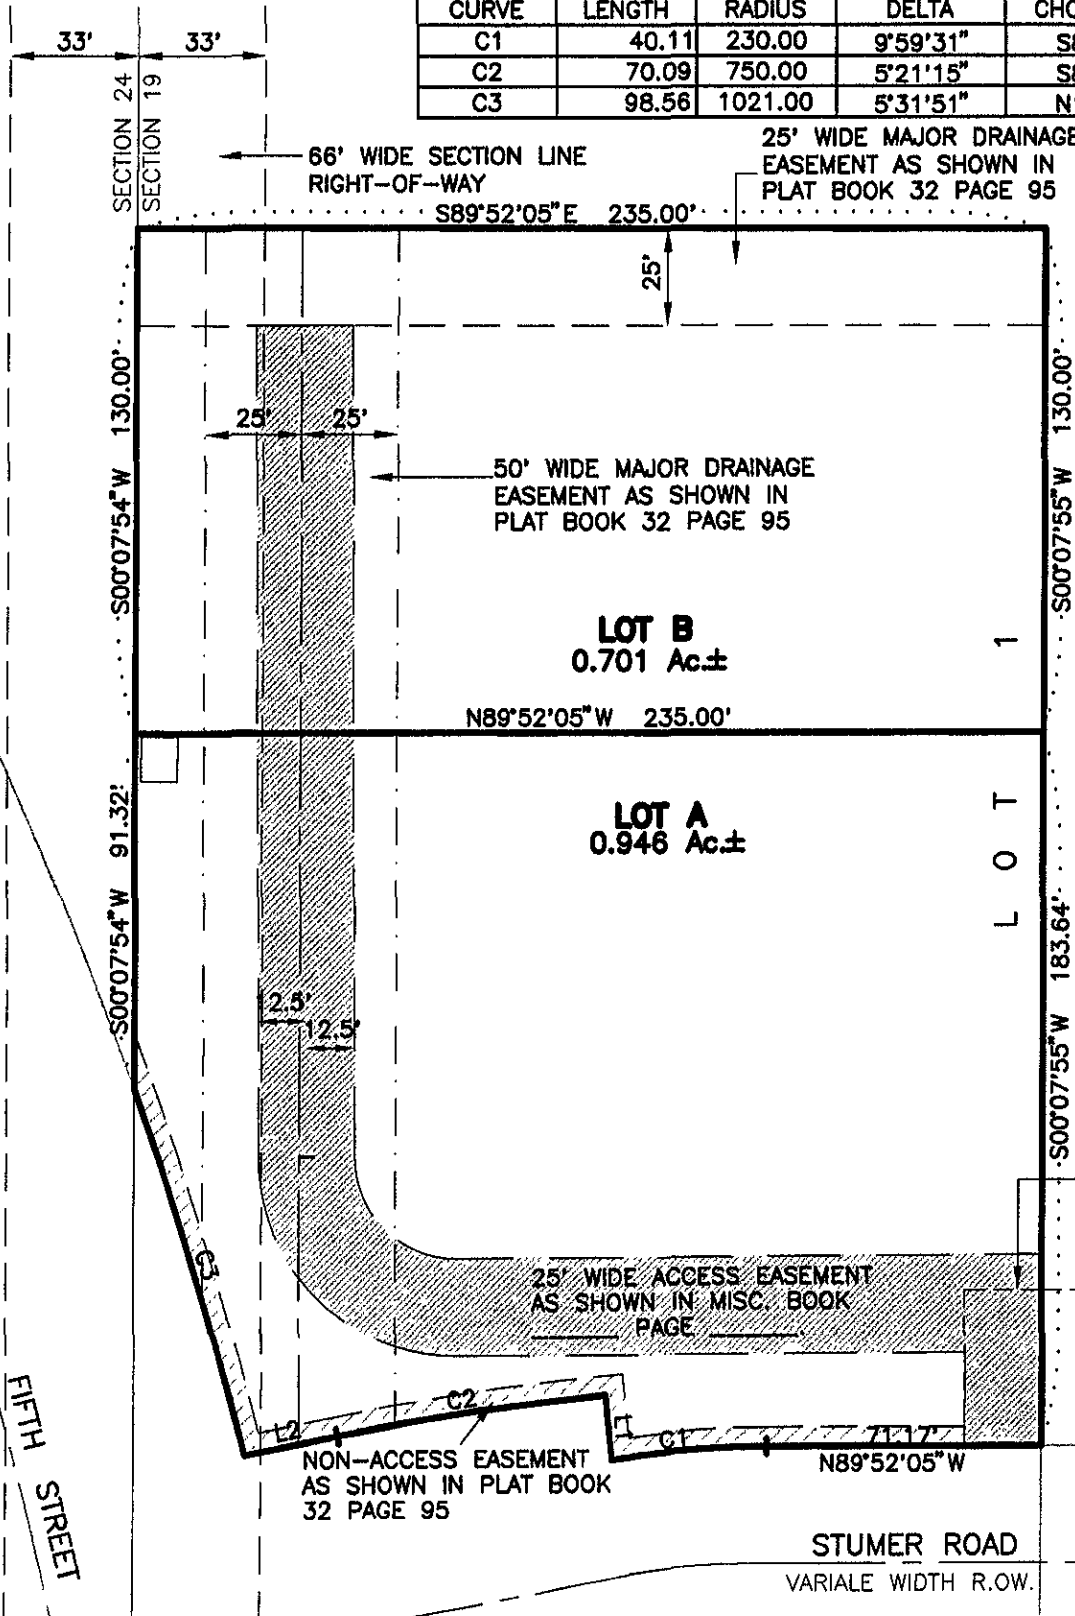 CURVE LENGTH RADIUS DELTA
C1 40.11 230.00 9°59'31"
C2 70.09 750.00 5°21'15"
C3 98.56 1021.00 5°31'51"
33' 33'
SECTION 24
SECTION 19
66' WIDE SECTION LINE
RIGHT-OF-WAY
25' WIDE MAJOR DRAINAGE
EASEMENT AS SHOWN IN
PLAT BOOK 32 PAGE 95
S89°52'05"E 235.00'
25'
S00°07'54"W 130.00'
S00°07'55"W 130.00'
25' 25'
50' WIDE MAJOR DRAINAGE
EASEMENT AS SHOWN IN
PLAT BOOK 32 PAGE 95
LOT B
0.701 Ac.±
N89°52'05"W 235.00'
LOT 1
LOT A
0.946 Ac.±
S00°07'54"W 91.32'
S00°07'55"W 183.64'
12.5'
12.5'
C3
25' WIDE ACCESS EASEMENT
AS SHOWN IN MISC. BOOK
______ PAGE ______.
C2
L2
L1
C1
71.17'
N89°52'05"W
NON-ACCESS EASEMENT
AS SHOWN IN PLAT BOOK
32 PAGE 95
FIFTH STREET
STUMER ROAD
VARIALE WIDTH R.OW.